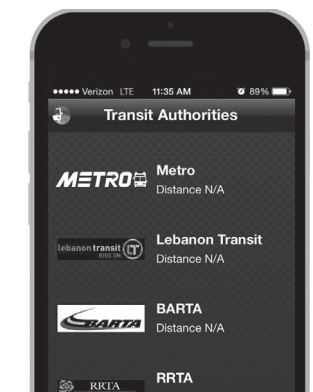 Verizon LTE 11:35 AM 89%
Transit Authorities
METRO
Metro
Distance N/A
lebanon transit LT
RIDE ON.
Lebanon Transit
Distance N/A
BARTA
BARTA
Distance N/A
RRTA
RRTA